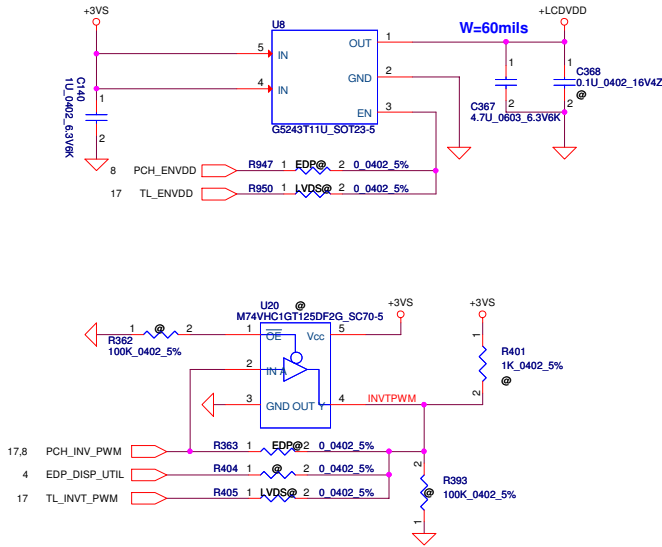 +3VS
U8
+LCDVDD
W=60mils
5 IN
OUT 1
4 IN
GND 2
EN 3
G5243T11U_SOT23-5
C140
1U_0402_6.3V6K
1
2
1
2
C367
4.7U_0603_6.3V6K
1
2
C368
0.1U_0402_16V4Z
@
8 PCH_ENVDD R947 1 EDP@ 2 0_0402_5%
17 TL_ENVDD R950 1 LVDS@ 2 0_0402_5%
U20 @
M74VHC1GT125DF2G_SC70-5
+3VS
+3VS
1 @ 2
R362
100K_0402_5%
1 OE
Vcc 5
2 IN A
3 GND
OUT Y 4
INVTPWM
1
R401
1K_0402_5%
@
2
17,8 PCH_INV_PWM R363 1 EDP@ 2 0_0402_5%
4 EDP_DISP_UTIL R404 1 @ 2 0_0402_5%
17 TL_INVT_PWM R405 1 LVDS@ 2 0_0402_5%
2
R393
@
100K_0402_5%
1